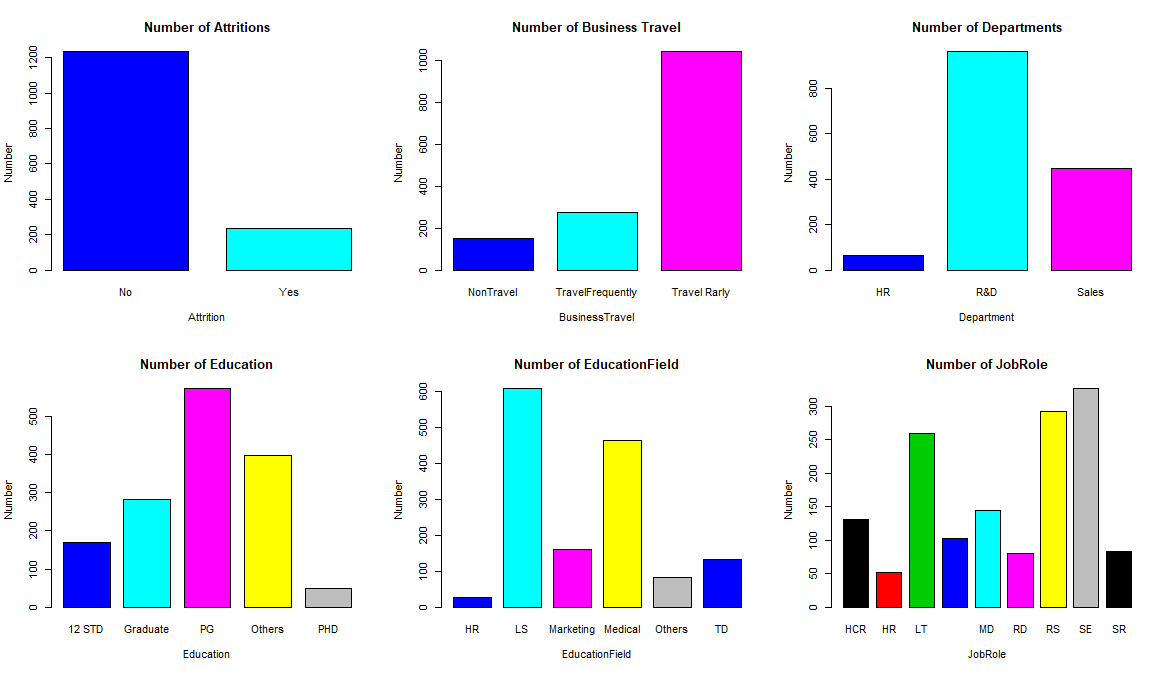 Number of Attritions
Number
0 200 400 600 800 1000 1200
No Yes
Attrition
Number of Business Travel
Number
0 200 400 600 800 1000
NonTravel TravelFrequently Travel Rarly
BusinessTravel
Number of Departments
Number
0 200 400 600 800
HR R&D Sales
Department
Number of Education
Number
0 100 200 300 400 500
12 STD Graduate PG Others PHD
Education
Number of EducationField
Number
0 100 200 300 400 500 600
HR LS Marketing Medical Others TD
EducationField
Number of JobRole
Number
0 50 100 150 200 250 300
HCR HR LT MD RD RS SE SR
JobRole